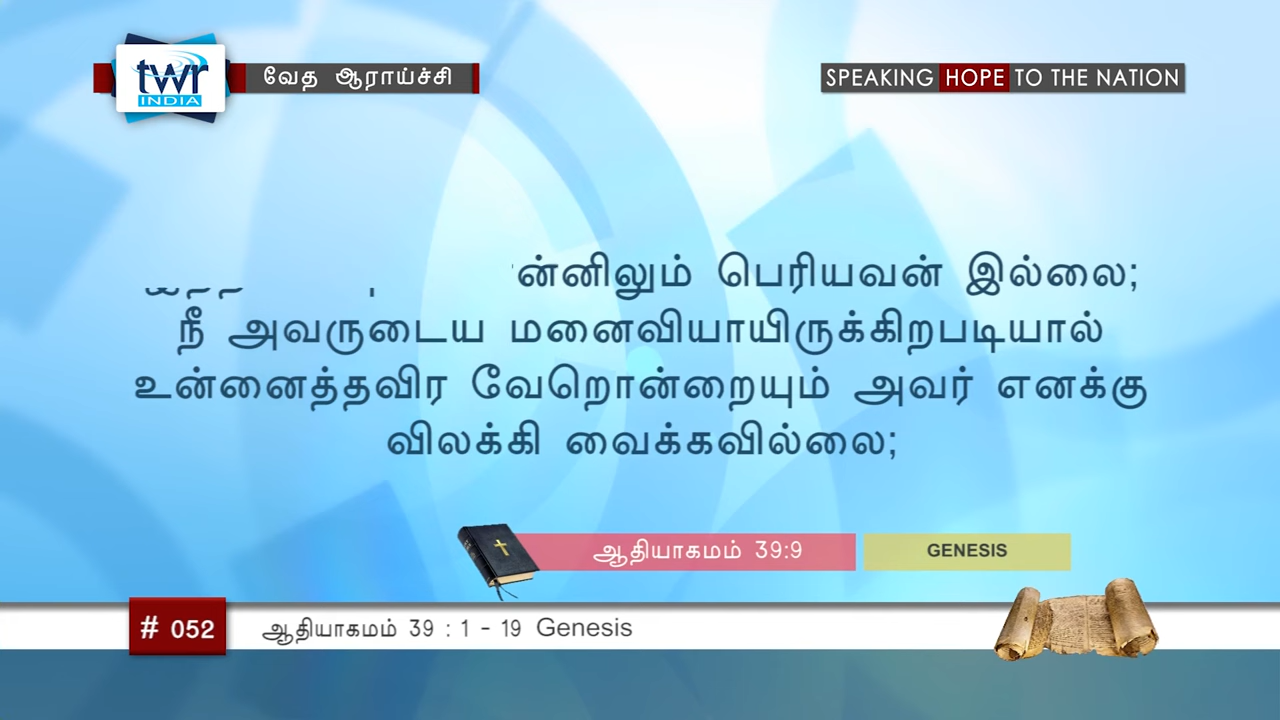 twr
INDIA
வேத ஆராய்ச்சி
SPEAKING HOPE TO THE NATION
பெரியவன் இல்லை;
நீ அவருடைய மனைவியாயிருக்கிறபடியால்
உன்னைத்தவிர வேறொன்றையும் அவர் எனக்கு
விலக்கி வைக்கவில்லை;
ஆதியாகமம் 39:9
GENESIS
# 052
ஆதியாகமம் 39 : 1 - 19 Genesis